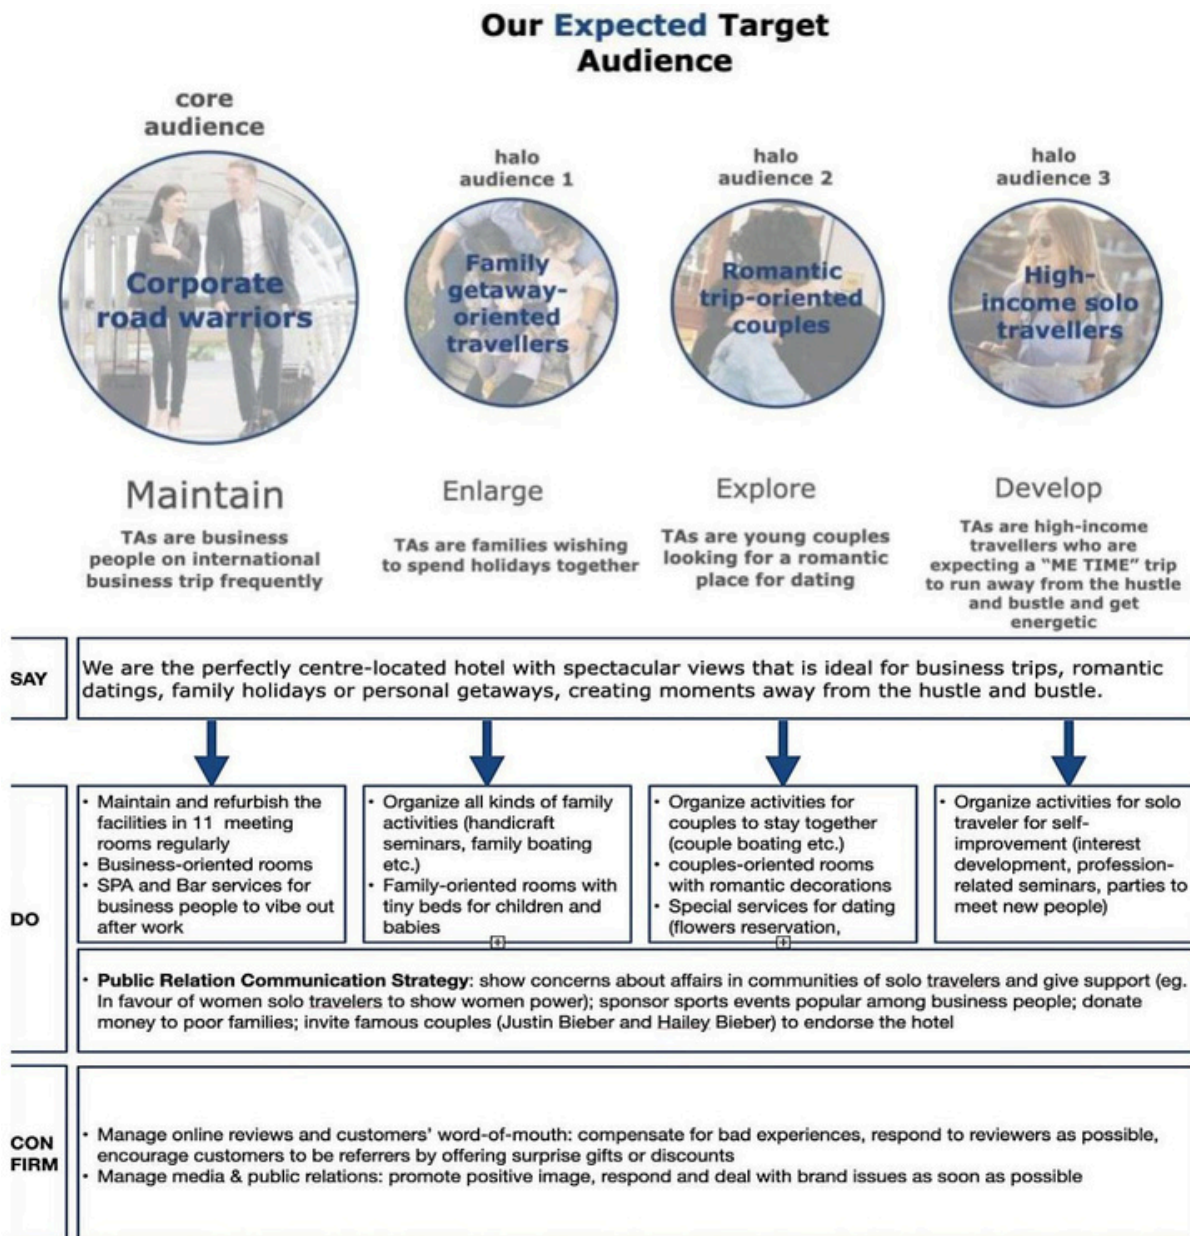 Our Expected Target
Audience
core
audience
halo
audience 1
halo
audience 2
halo
audience 3
Corporate
road warriors
Family
getaway-
oriented
travellers
Romantic
trip-oriented
couples
High-
income solo
travellers
Maintain
Enlarge
Explore
Develop
TAs are business
people on international
business trip frequently
TAs are families wishing
to spend holidays together
TAs are young couples
looking for a romantic
place for dating
TAs are high-income
travellers who are
expecting a “ME TIME” trip
to run away from the hustle
and bustle and get
energetic
SAY
We are the perfectly centre-located hotel with spectacular views that is ideal for business trips, romantic
datings, family holidays or personal getaways, creating moments away from the hustle and bustle.
DO
• Maintain and refurbish the
facilities in 11 meeting
rooms regularly
• Business-oriented rooms
• SPA and Bar services for
business people to vibe out
after work
• Organize all kinds of family
activities (handicraft
seminars, family boating
etc.)
• Family-oriented rooms with
tiny beds for children and
babies
• Organize activities for
couples to stay together
(couple boating etc.)
• couples-oriented rooms
with romantic decorations
• Special services for dating
(flowers reservation,
• Organize activities for solo
traveler for self-
improvement (interest
development, profession-
related seminars, parties to
meet new people)
• Public Relation Communication Strategy: show concerns about affairs in communities of solo travelers and give support (eg.
In favour of women solo travelers to show women power); sponsor sports events popular among business people; donate
money to poor families; invite famous couples (Justin Bieber and Hailey Bieber) to endorse the hotel
CON
FIRM
• Manage online reviews and customers’ word-of-mouth: compensate for bad experiences, respond to reviewers as possible,
encourage customers to be referrers by offering surprise gifts or discounts
• Manage media & public relations: promote positive image, respond and deal with brand issues as soon as possible